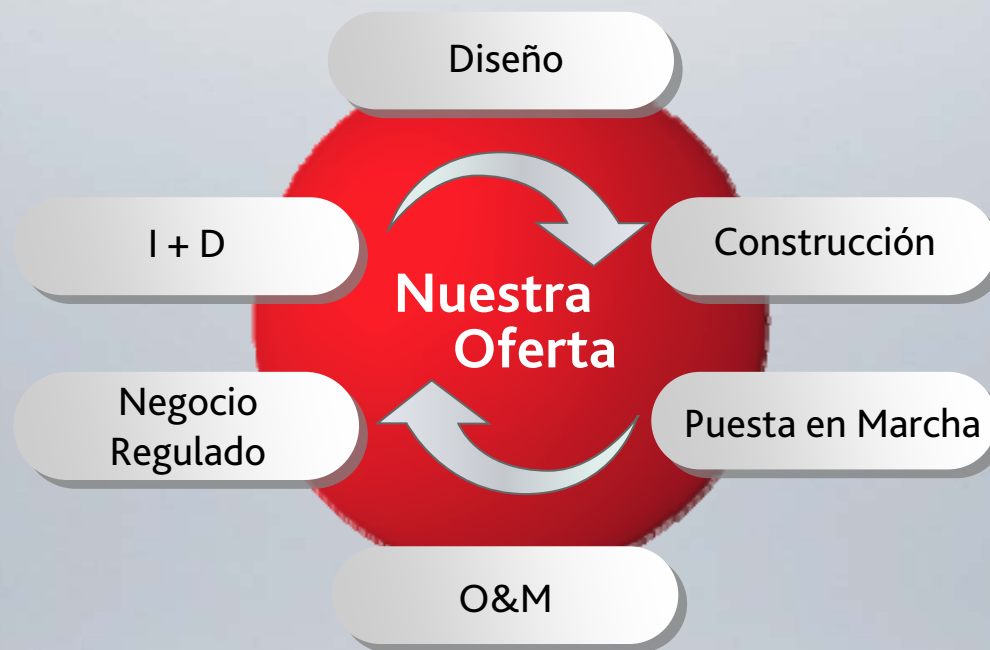 Diseño
I + D
Construcción
Nuestra
Oferta
Negocio
Regulado
Puesta en Marcha
O&M